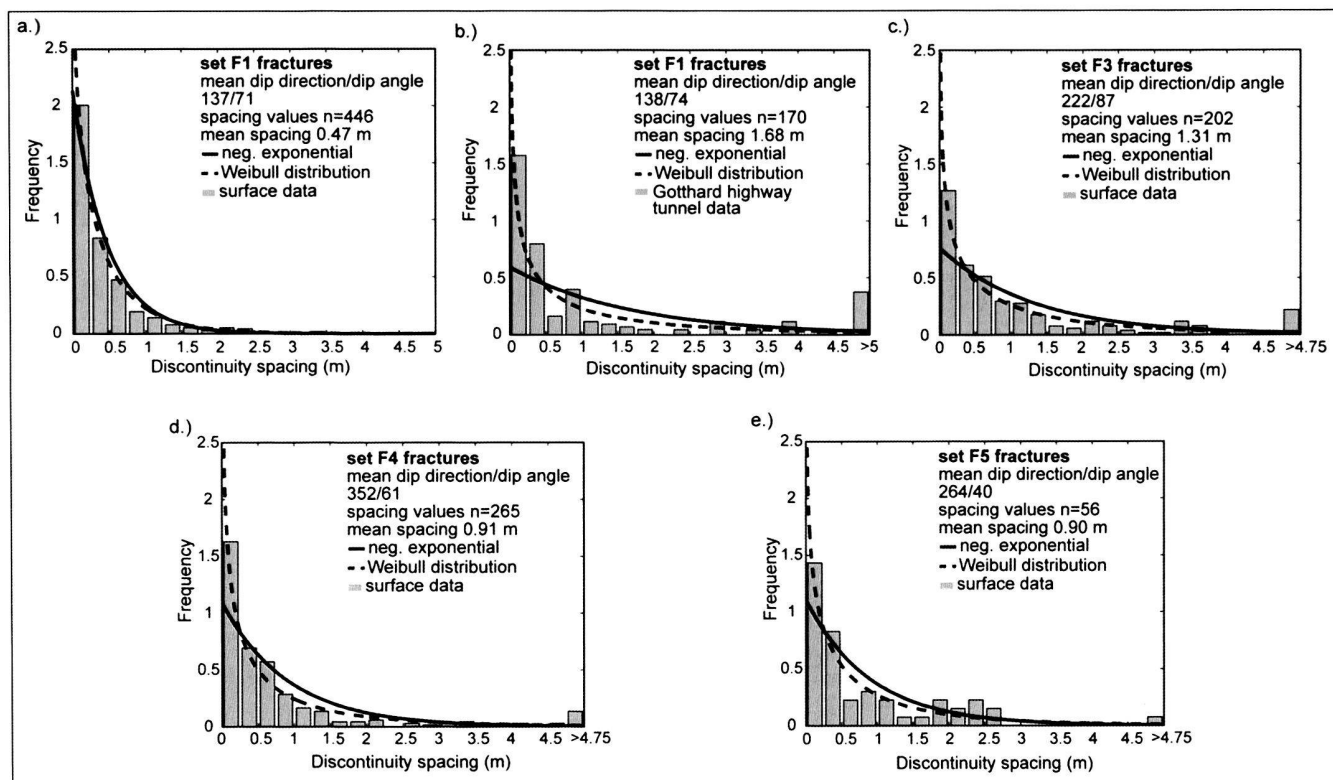 a.)
2.5
2
1.5
1
0.5
0
Frequency
set F1 fractures
mean dip direction/dip angle
137/71
spacing values n=446
mean spacing 0.47 m
neg. exponential
Weibull distribution
surface data
0 0.5 1 1.5 2 2.5 3 3.5 4 4.5 5
Discontinuity spacing (m)
b.)
2.5
2
1.5
1
0.5
0
Frequency
set F1 fractures
mean dip direction/dip angle
138/74
spacing values n=170
mean spacing 1.68 m
neg. exponential
Weibull distribution
Gotthard highway
tunnel data
0 0.5 1 1.5 2 2.5 3 3.5 4 4.5 >5
Discontinuity spacing (m)
c.)
2.5
2
1.5
1
0.5
0
Frequency
set F3 fractures
mean dip direction/dip angle
222/87
spacing values n=202
mean spacing 1.31 m
neg. exponential
Weibull distribution
surface data
0 0.5 1 1.5 2 2.5 3 3.5 4 4.5 >4.75
Discontinuity spacing (m)
d.)
2.5
2
1.5
1
0.5
0
Frequency
set F4 fractures
mean dip direction/dip angle
352/61
spacing values n=265
mean spacing 0.91 m
neg. exponential
Weibull distribution
surface data
0 0.5 1 1.5 2 2.5 3 3.5 4 4.5 >4.75
Discontinuity spacing (m)
e.)
2.5
2
1.5
1
0.5
0
Frequency
set F5 fractures
mean dip direction/dip angle
264/40
spacing values n=56
mean spacing 0.90 m
neg. exponential
Weibull distribution
surface data
0 0.5 1 1.5 2 2.5 3 3.5 4 4.5 >4.75
Discontinuity spacing (m)